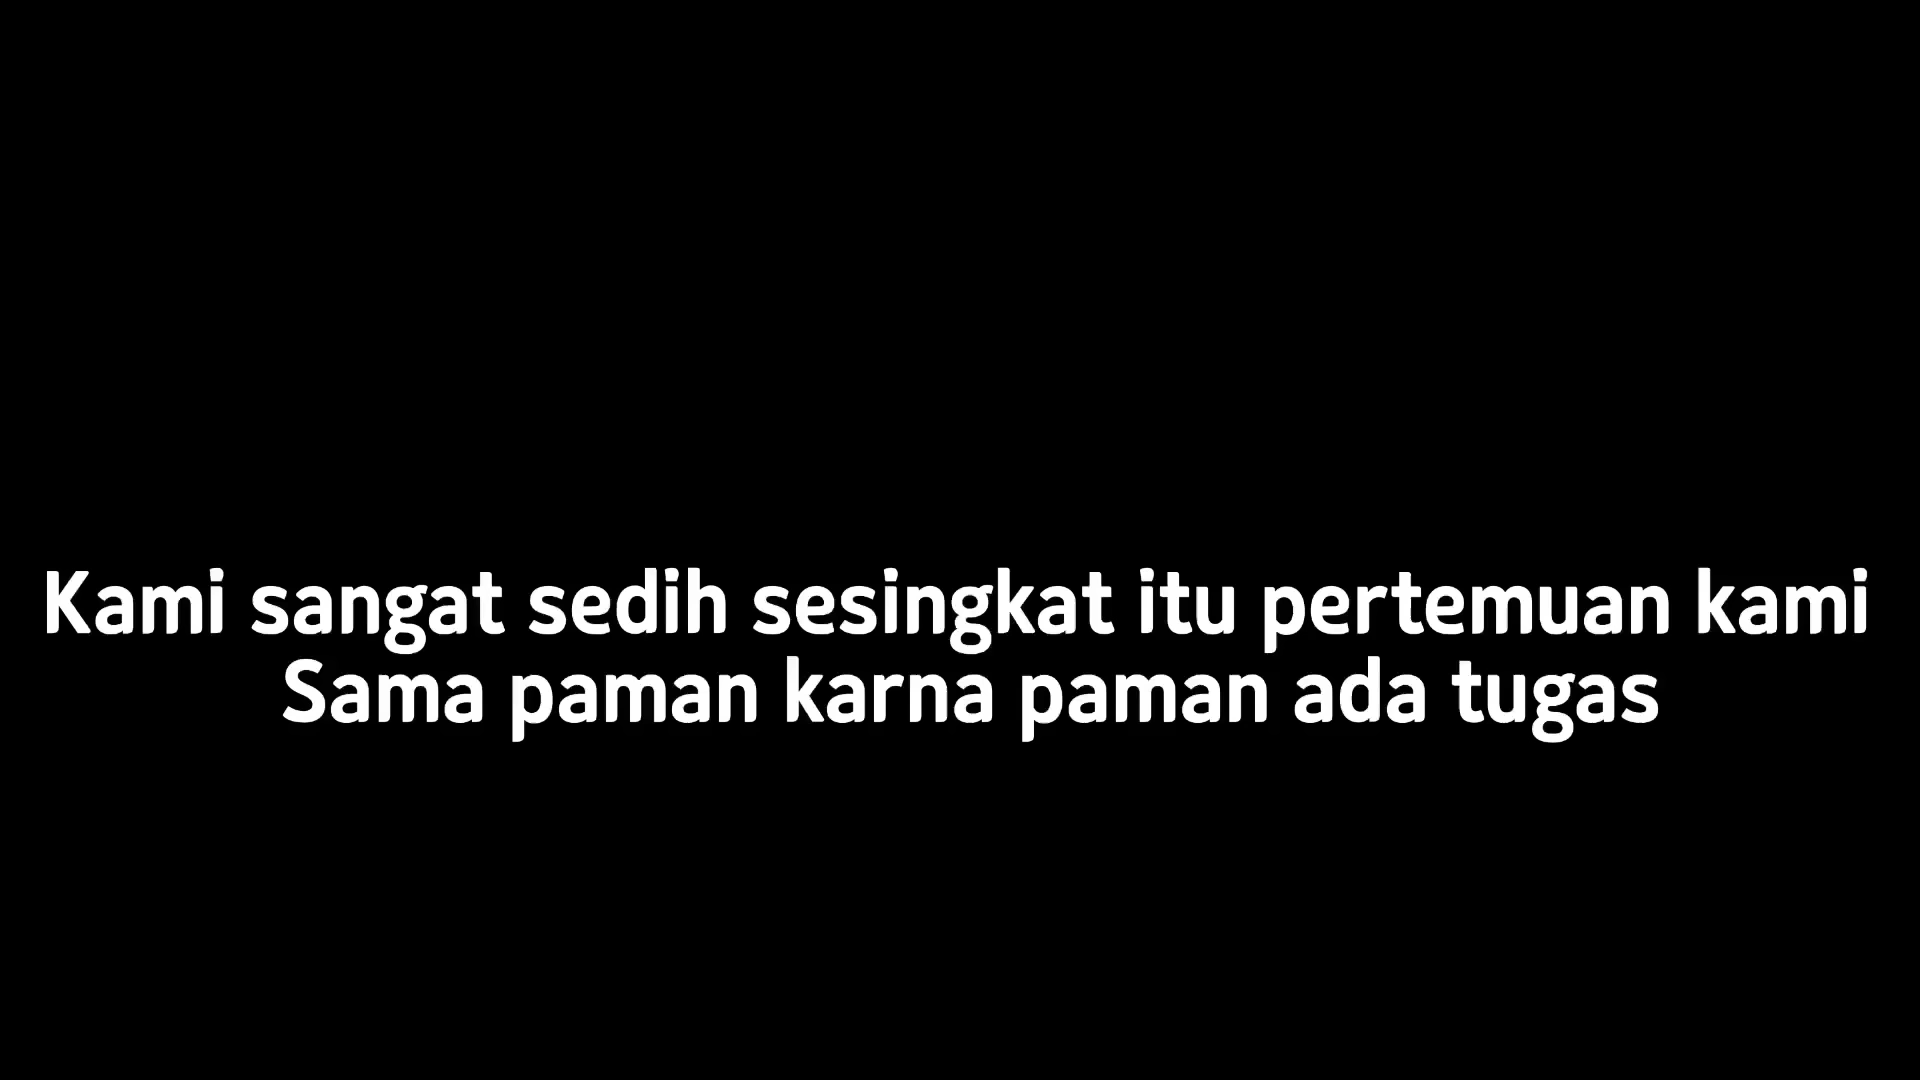 Kami sangat sedih sesingkat itu pertemuan kami
Sama paman karna paman ada tugas